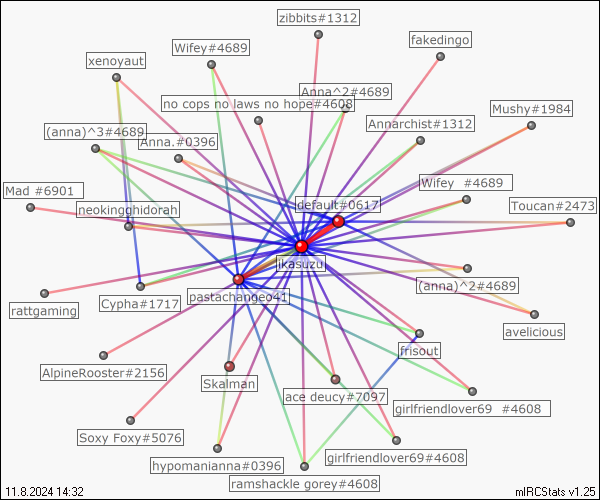 zibbits#1312
fakedingo
Wifey#4689
xenoyaut
Anna^2#4689
no cops no laws no hope#4608
Mushy#1984
Annarchist#1312
(anna)^3#4689
Anna.#0396
Wifey #4689
Mad #6901
default#0617
Toucan#2473
neokingghidorah
jkasuzu
(anna)^2#4689
pastachangeo41
Cypha#1717
rattgaming
avelicious
frisout
AlpineRooster#2156
Skalman
ace deucy#7097
girlfriendlover69 #4608
Soxy Foxy#5076
girlfriendlover69#4608
hypomanianna#0396
ramshackle gorey#4608
11.8.2024 14:32
mIRCStats v1.25